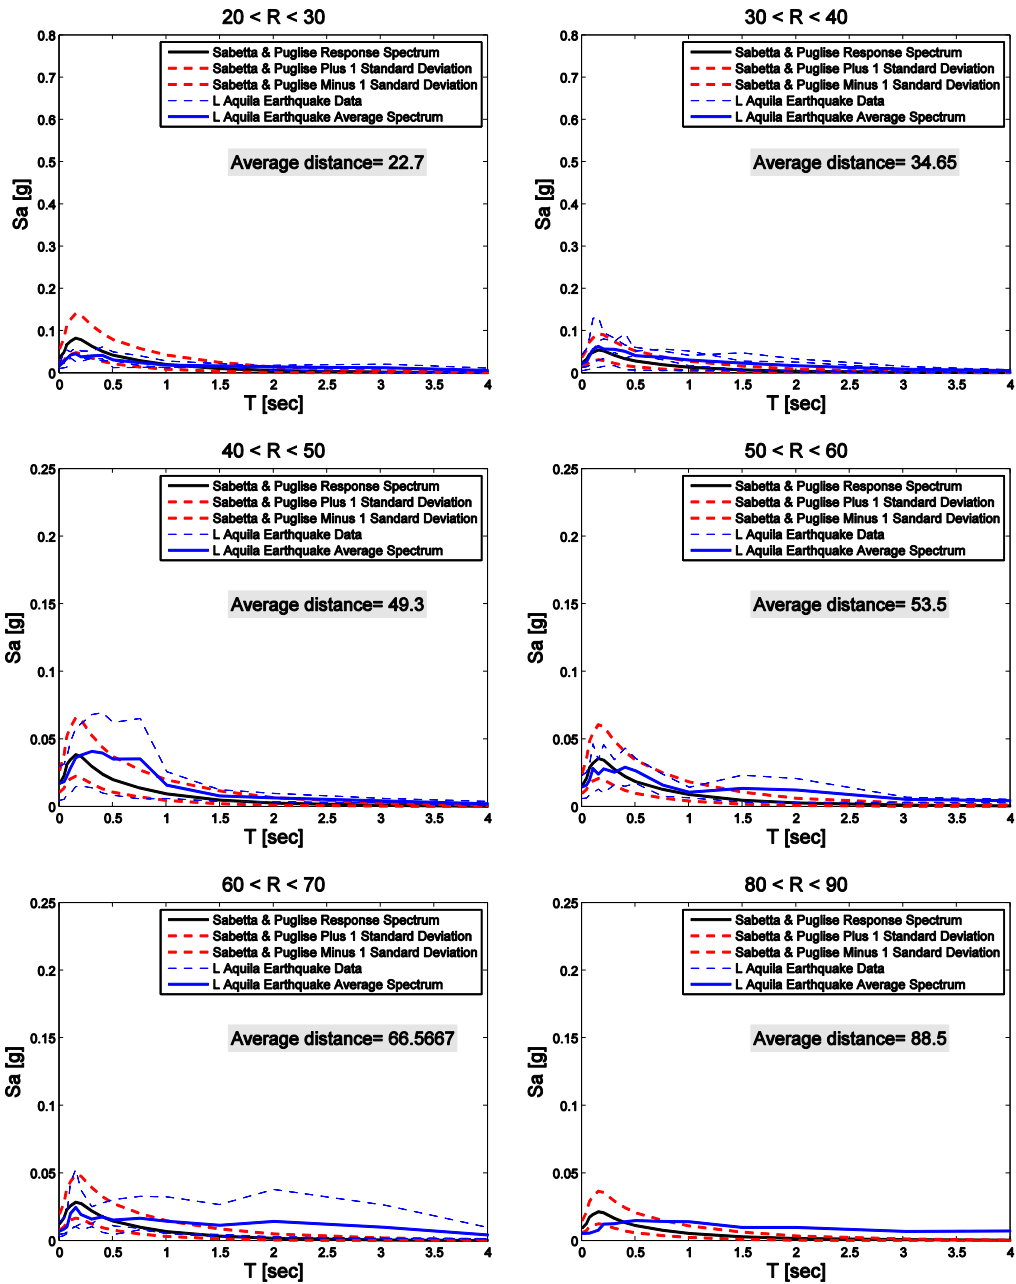 20 < R < 30
0.8
0.7
0.6
0.5
0.4
0.3
0.2
0.1
0
Sa [g]
Sabetta & Puglise Response Spectrum
Sabetta & Puglise Plus 1 Standard Deviation
Sabetta & Puglise Minus 1 Sandard Deviation
L Aquila Earthquake Data
L Aquila Earthquake Average Spectrum
Average distance= 22.7
0 0.5 1 1.5 2 2.5 3 3.5 4
T [sec]
30 < R < 40
0.8
0.7
0.6
0.5
0.4
0.3
0.2
0.1
0
Sa [g]
Sabetta & Puglise Response Spectrum
Sabetta & Puglise Plus 1 Standard Deviation
Sabetta & Puglise Minus 1 Sandard Deviation
L Aquila Earthquake Data
L Aquila Earthquake Average Spectrum
Average distance= 34.65
0 0.5 1 1.5 2 2.5 3 3.5 4
T [sec]
40 < R < 50
0.25
0.2
0.15
0.1
0.05
0
Sa [g]
Sabetta & Puglise Response Spectrum
Sabetta & Puglise Plus 1 Standard Deviation
Sabetta & Puglise Minus 1 Sandard Deviation
L Aquila Earthquake Data
L Aquila Earthquake Average Spectrum
Average distance= 49.3
0 0.5 1 1.5 2 2.5 3 3.5 4
T [sec]
50 < R < 60
0.25
0.2
0.15
0.1
0.05
0
Sa [g]
Sabetta & Puglise Response Spectrum
Sabetta & Puglise Plus 1 Standard Deviation
Sabetta & Puglise Minus 1 Sandard Deviation
L Aquila Earthquake Data
L Aquila Earthquake Average Spectrum
Average distance= 53.5
0 0.5 1 1.5 2 2.5 3 3.5 4
T [sec]
60 < R < 70
0.25
0.2
0.15
0.1
0.05
0
Sa [g]
Sabetta & Puglise Response Spectrum
Sabetta & Puglise Plus 1 Standard Deviation
Sabetta & Puglise Minus 1 Sandard Deviation
L Aquila Earthquake Data
L Aquila Earthquake Average Spectrum
Average distance= 66.5667
0 0.5 1 1.5 2 2.5 3 3.5 4
T [sec]
80 < R < 90
0.25
0.2
0.15
0.1
0.05
0
Sa [g]
Sabetta & Puglise Response Spectrum
Sabetta & Puglise Plus 1 Standard Deviation
Sabetta & Puglise Minus 1 Sandard Deviation
L Aquila Earthquake Data
L Aquila Earthquake Average Spectrum
Average distance= 88.5
0 0.5 1 1.5 2 2.5 3 3.5 4
T [sec]